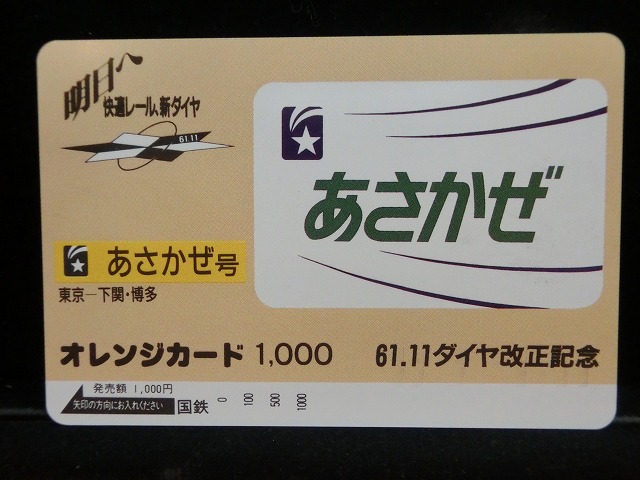 明日へ
快適レール、新ダイヤ
61.11
あさかぜ
あさかぜ号
東京―下関・博多
オレンジカード 1,000
61.11ダイヤ改正記念
発売額 1,000円
矢印の方向にお入れください
国鉄 0 100 500 1000